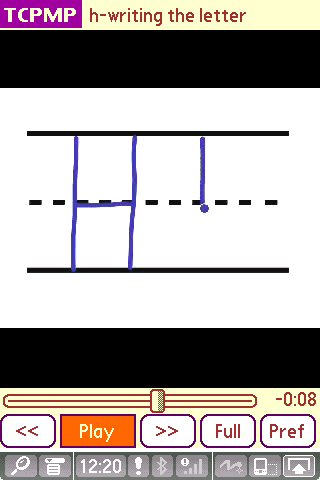 TCPMP h-writing the letter
H
-0:08
<< Play >> Full Pref
12:20